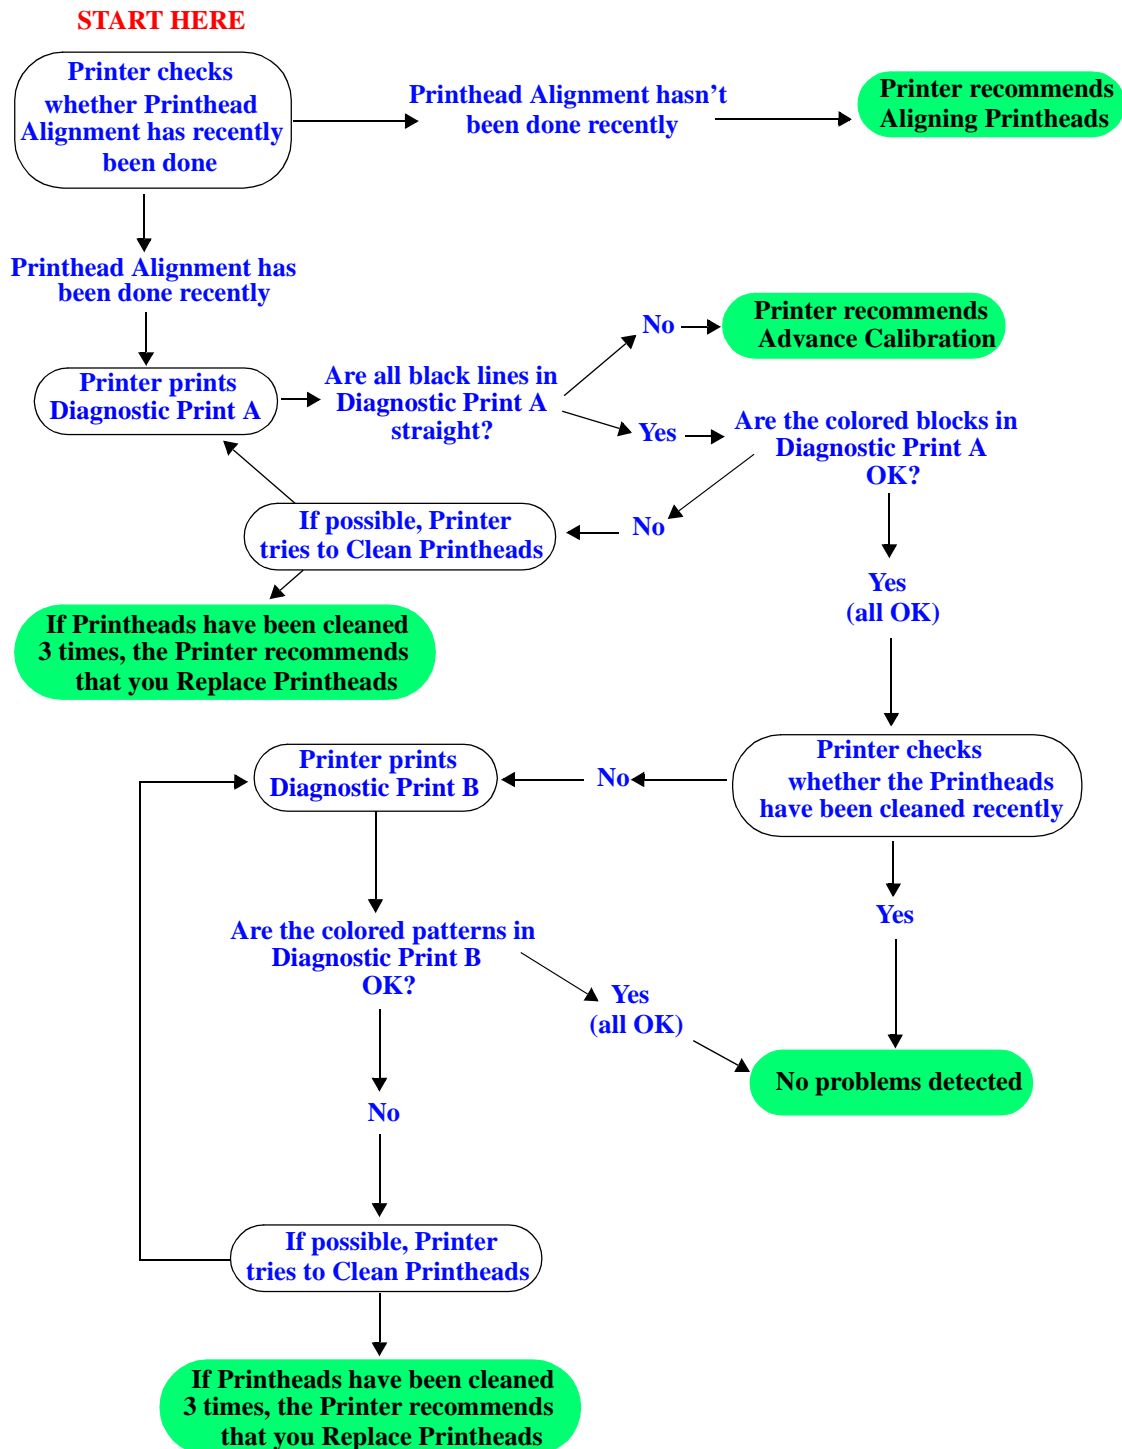 START HERE
Printer checks
whether Printhead
Alignment has recently
been done
Printhead Alignment hasn't
been done recently
Printer recommends
Aligning Printheads
Printhead Alignment has
been done recently
Printer prints
Diagnostic Print A
Are all black lines in
Diagnostic Print A
straight?
No
Printer recommends
Advance Calibration
Yes
Are the colored blocks in
Diagnostic Print A
OK?
No
If possible, Printer
tries to Clean Printheads
If Printheads have been cleaned
3 times, the Printer recommends
that you Replace Printheads
Yes
(all OK)
Printer checks
whether the Printheads
have been cleaned recently
No
Printer prints
Diagnostic Print B
Yes
Are the colored patterns in
Diagnostic Print B
OK?
Yes
(all OK)
No problems detected
No
If possible, Printer
tries to Clean Printheads
If Printheads have been cleaned
3 times, the Printer recommends
that you Replace Printheads